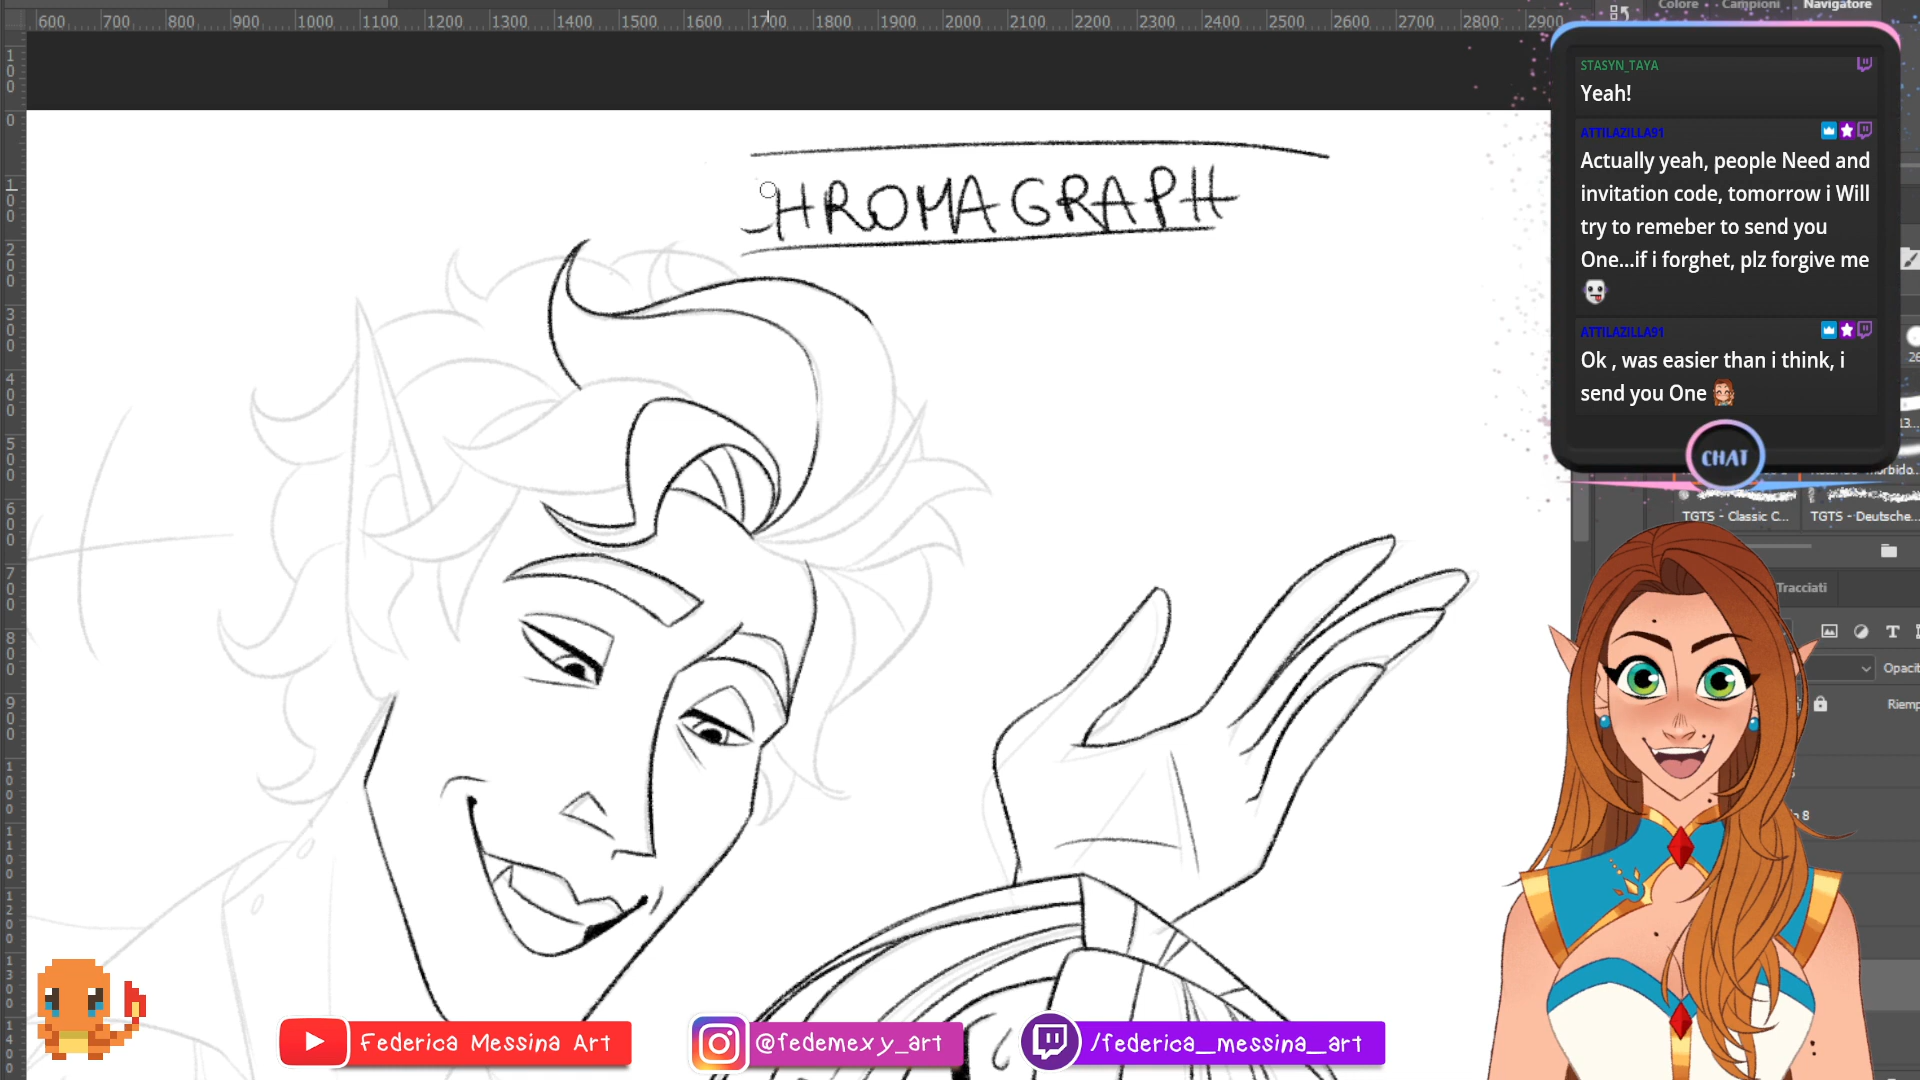 600 700 800 900 1000 1100 1200 1300 1400 1500 1600 1700 1800 1900 2000 2100 2200 2300 2400 2500 2600 2700 2800 2900
Colore Campioni Navigatore
STASYN_TAYA
Yeah!
ATTILAZILLA91
Actually yeah, people Need and
invitation code, tomorrow i Will
try to remeber to send you
One...if i forghet, plz forgive me
ATTILAZILLA91
Ok , was easier than i think, i
send you One
CHAT
HROMAGRAPH
TGTS - Classic C... TGTS - Deutsche...
Tracciati
Opacit
Riemp
Federica Messina Art
@fedemexy_art
/federica_messina_art